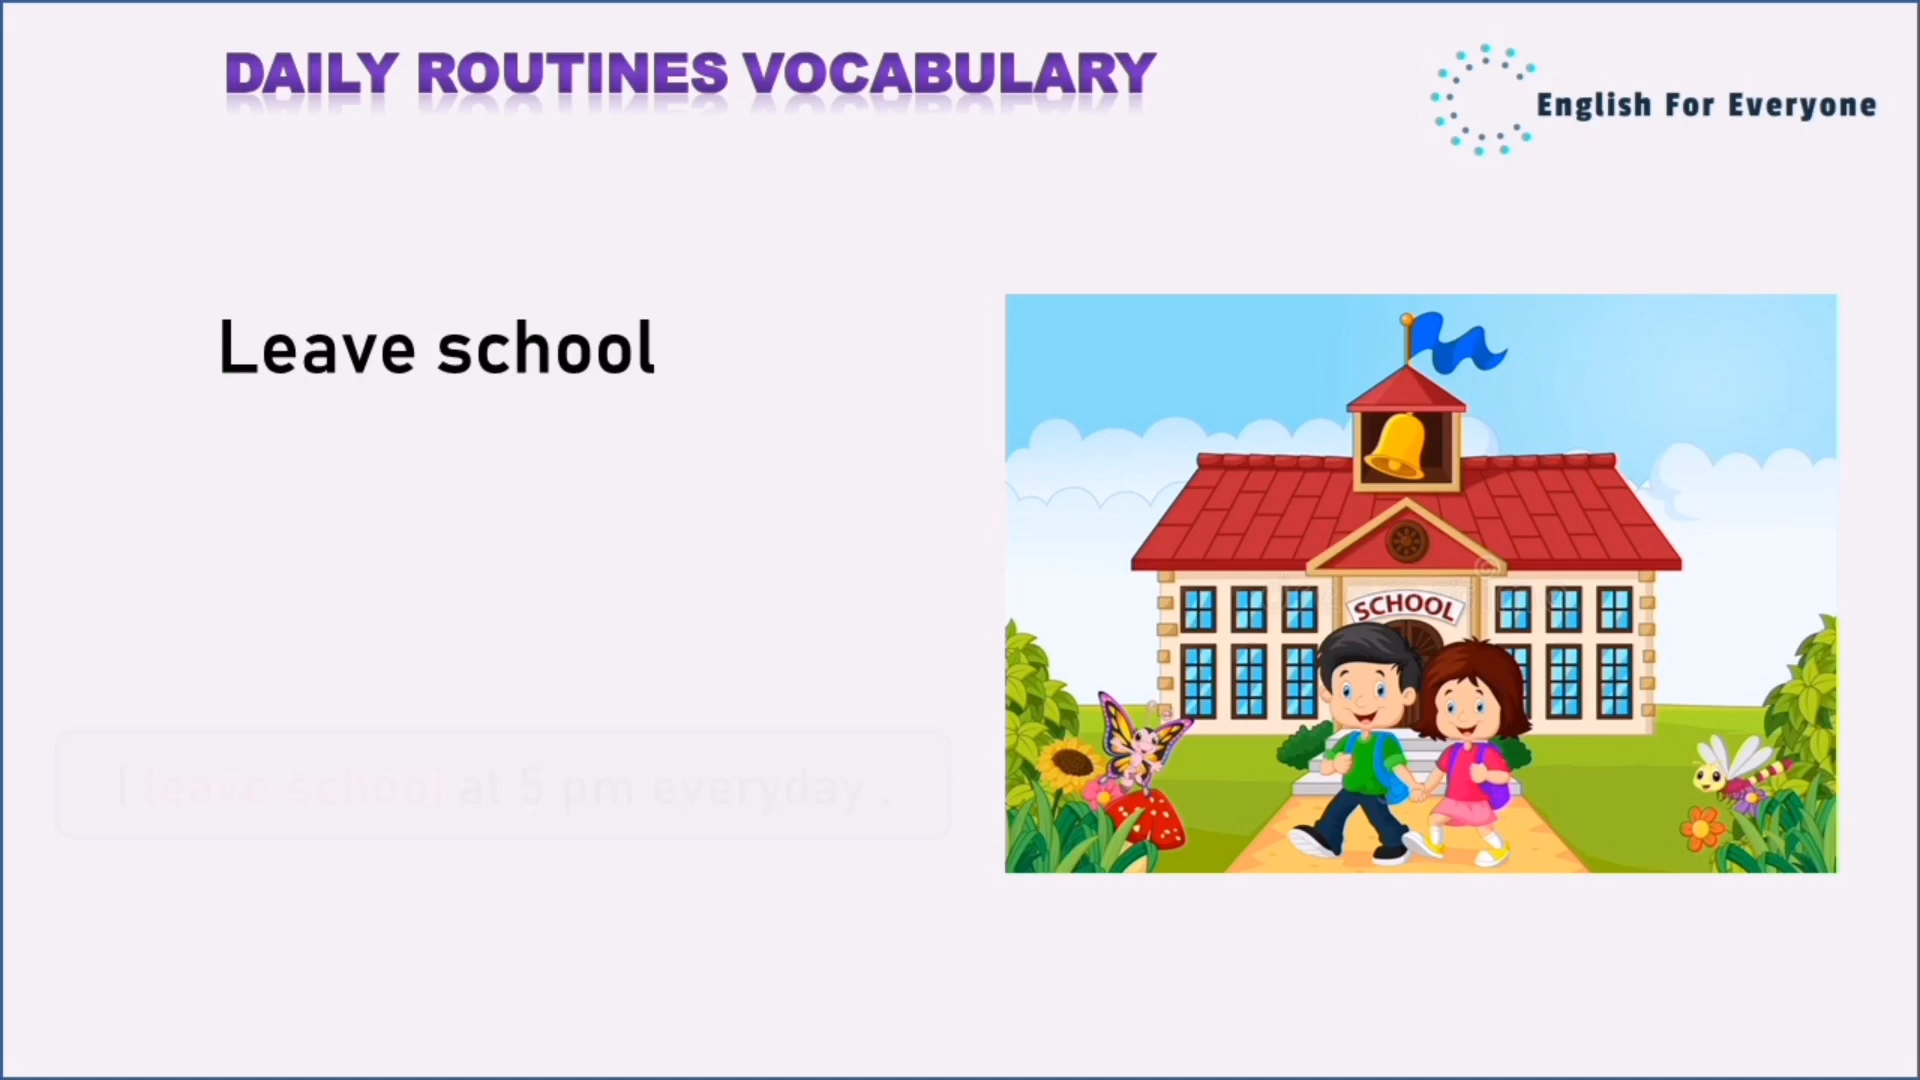 DAILY ROUTINES VOCABULARY
English For Everyone
Leave school
SCHOOL
I leave school at 5 pm everyday .